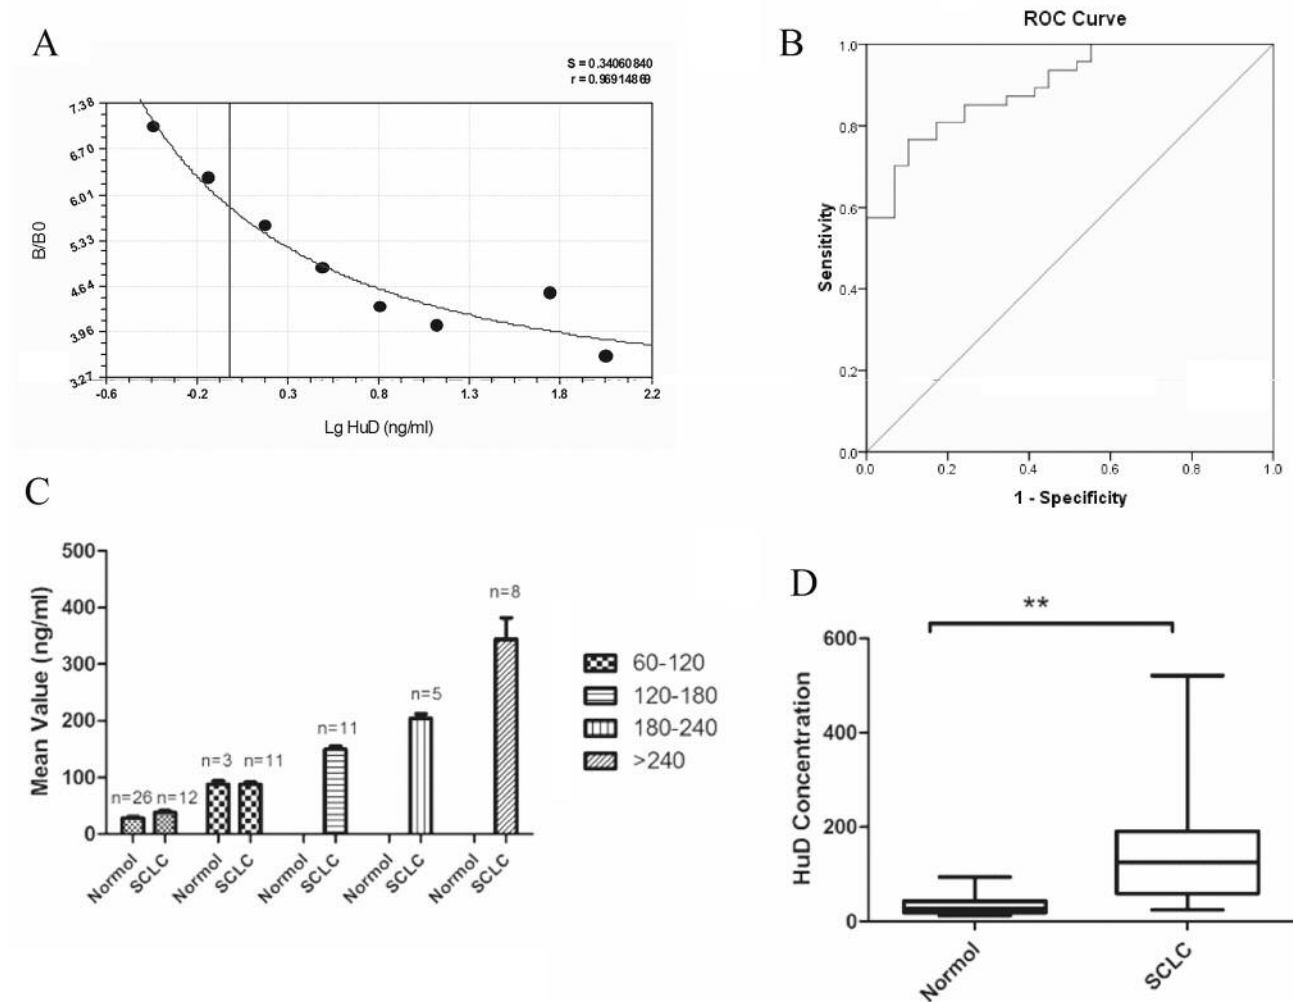 A
S = 0.34060840
r = 0.96914869
7.38
6.70
6.01
5.33
4.64
3.96
3.27
B/B0
-0.6 -0.2 0.3 0.8 1.3 1.8 2.2
Lg HuD (ng/ml)
B
ROC Curve
1.0
0.8
0.6
0.4
0.2
0.0
Sensitivity
0.0 0.2 0.4 0.6 0.8 1.0
1 - Specificity
C
500
400
300
200
100
0
Mean Value (ng/ml)
n=26 n=12 n=3 n=11 n=11 n=5 n=8
Normol SCLC Normol SCLC Normol SCLC Normol SCLC Normol SCLC
60-120
120-180
180-240
>240
D
**
600
400
200
0
HuD Concentration
Normol SCLC